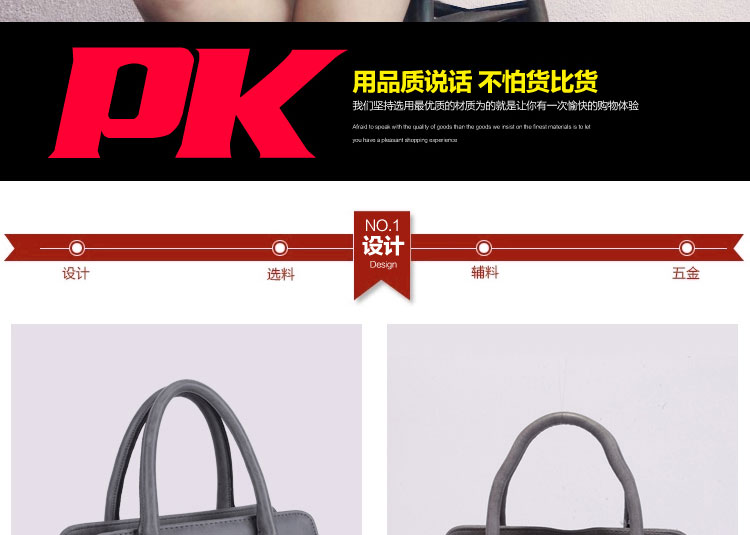 PK
用品质说话 不怕货比货
我们坚持选用最优质的材质为的就是让你有一次愉快的购物体验
Afraid to speak with the quality of goods than the goods we insist on the finest materials is to let
you have a pleasant shopping experience
NO.1
设计
Design
设计
选料
辅料
五金